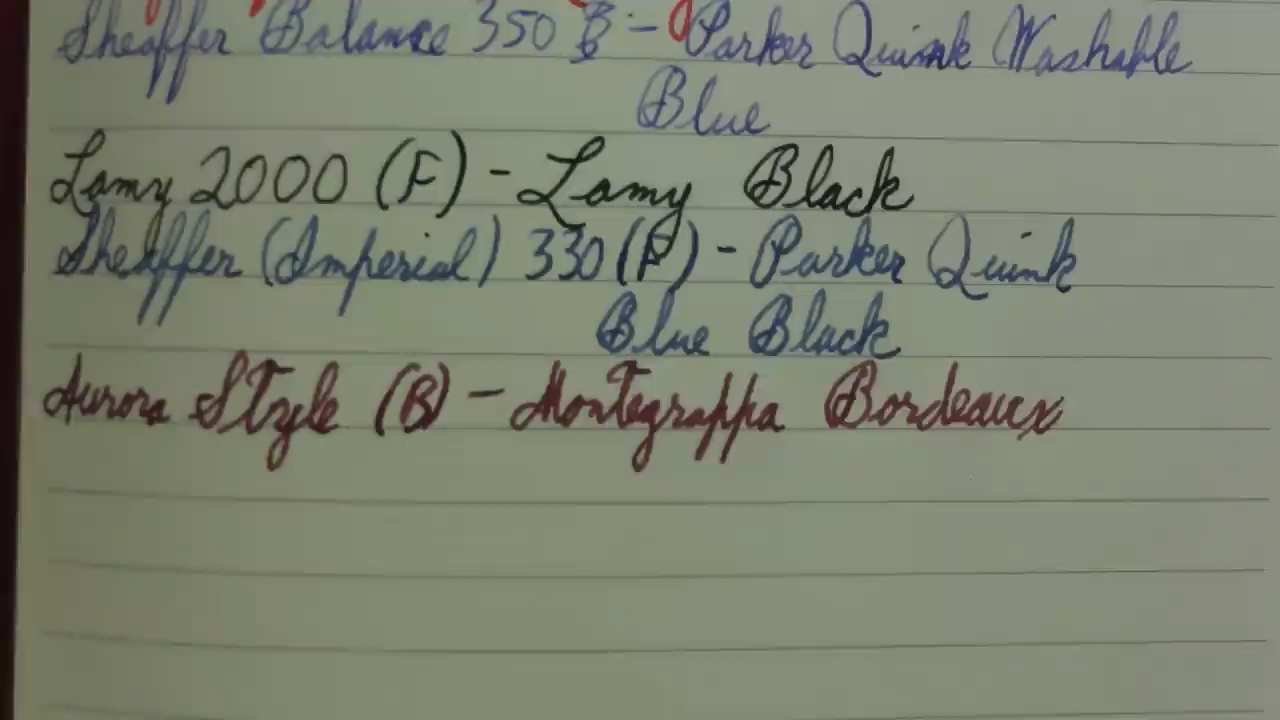 Sheaffer Balance 350 B - Parker Quink Washable
Blue
Lamy 2000 (F) - Lamy Black
Sheaffer (Imperial) 330 (F) - Parker Quink
Blue Black
Aurora Style (B) - Montegrappa Bordeaux